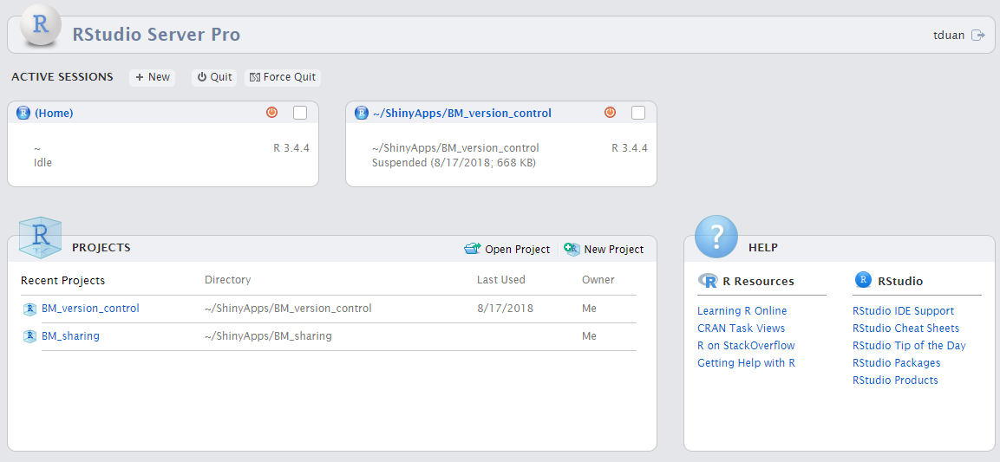 RStudio Server Pro
tduan
ACTIVE SESSIONS + New Quit Force Quit
R (Home)
~ R 3.4.4
Idle
R ~/ShinyApps/BM_version_control
~/ShinyApps/BM_version_control R 3.4.4
Suspended (8/17/2018; 668 KB)
R PROJECTS Open Project New Project
Recent Projects Directory Last Used Owner
BM_version_control ~/ShinyApps/BM_version_control 8/17/2018 Me
BM_sharing ~/ShinyApps/BM_sharing Me
? HELP
R R Resources
Learning R Online
CRAN Task Views
R on StackOverflow
Getting Help with R
R RStudio
RStudio IDE Support
RStudio Cheat Sheets
RStudio Tip of the Day
RStudio Packages
RStudio Products